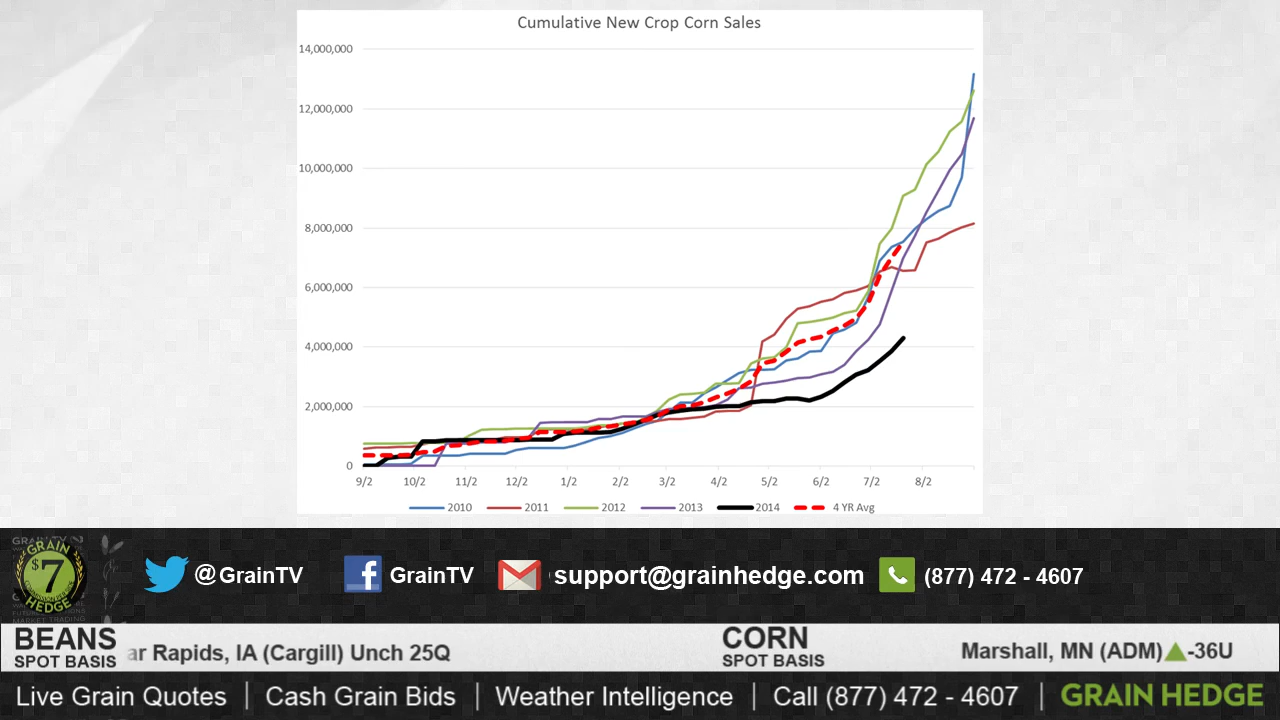 Cumulative New Crop Corn Sales
14,000,000
12,000,000
10,000,000
8,000,000
6,000,000
4,000,000
2,000,000
0
9/2 10/2 11/2 12/2 1/2 2/2 3/2 4/2 5/2 6/2 7/2 8/2
2010 2011 2012 2013 2014 4 YR Avg
GRAIN
$7
HEDGE
@GrainTV GrainTV support@grainhedge.com (877) 472 - 4607
BEANS
SPOT BASIS
ar Rapids, IA (Cargill) Unch 25Q
CORN
SPOT BASIS
Marshall, MN (ADM)▲-36U
Live Grain Quotes | Cash Grain Bids | Weather Intelligence | Call (877) 472 - 4607 | GRAIN HEDGE